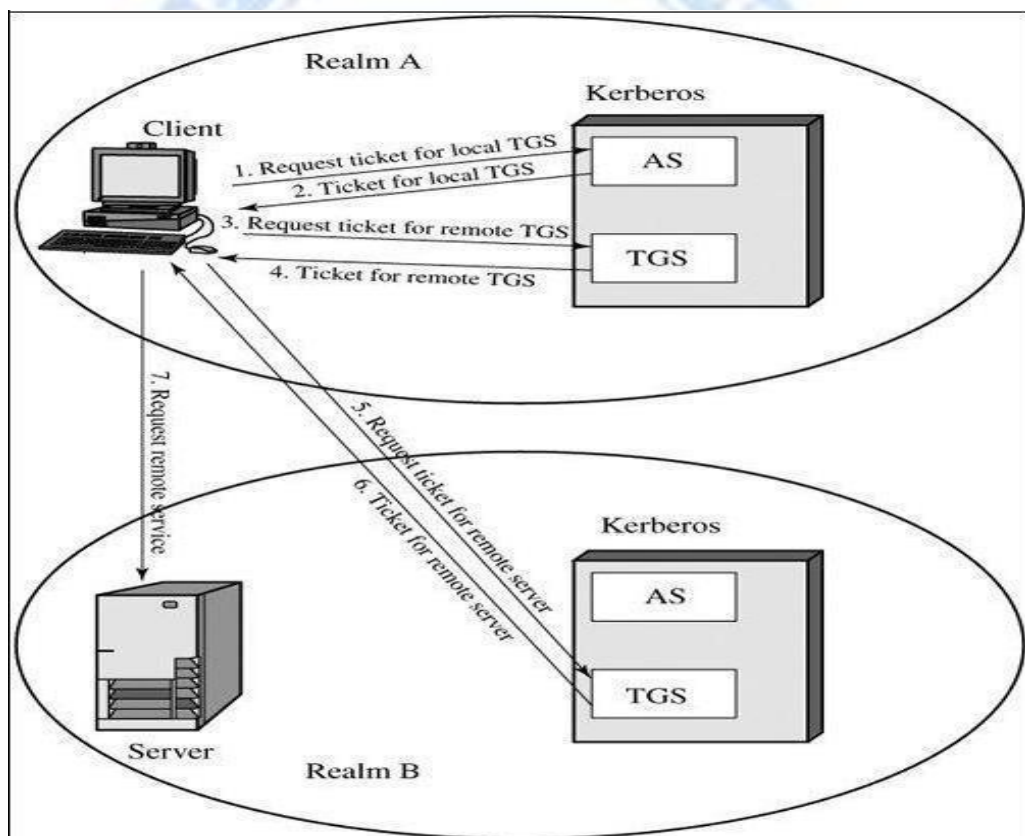 Realm A
Kerberos
Client
AS
1. Request ticket for local TGS
2. Ticket for local TGS
3. Request ticket for remote TGS
TGS
4. Ticket for remote TGS
5. Request ticket for remote server
6. Ticket for remote server
7. Request remote service
Kerberos
AS
TGS
Server
Realm B